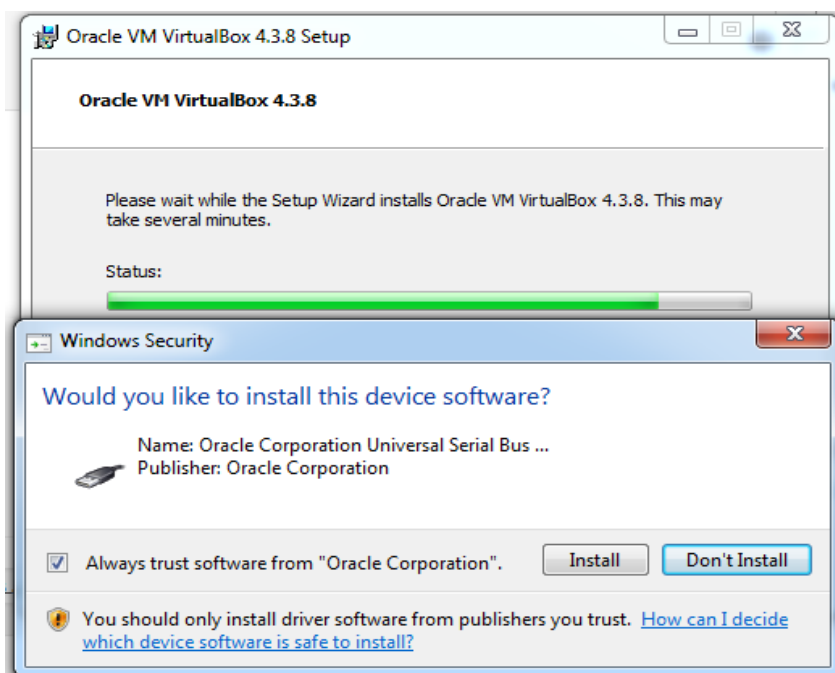 Oracle VM VirtualBox 4.3.8 Setup
Oracle VM VirtualBox 4.3.8
Please wait while the Setup Wizard installs Oracle VM VirtualBox 4.3.8. This may
take several minutes.
Status:
Windows Security
Would you like to install this device software?
Name: Oracle Corporation Universal Serial Bus ...
Publisher: Oracle Corporation
Always trust software from "Oracle Corporation".
Install
Don't Install
You should only install driver software from publishers you trust. How can I decide
which device software is safe to install?